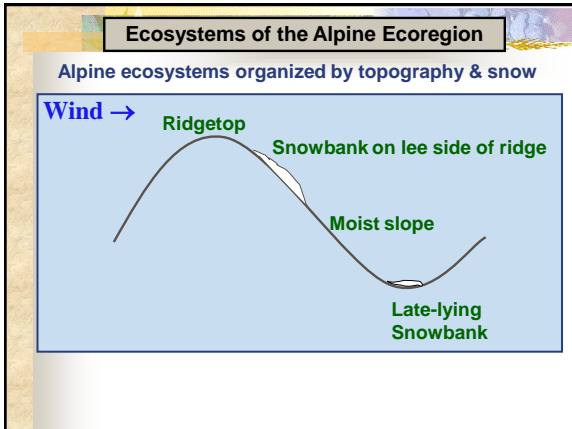 Ecosystems of the Alpine Ecoregion
Alpine ecosystems organized by topography & snow
Wind →
Ridgetop
Snowbank on lee side of ridge
Moist slope
Late-lying
Snowbank